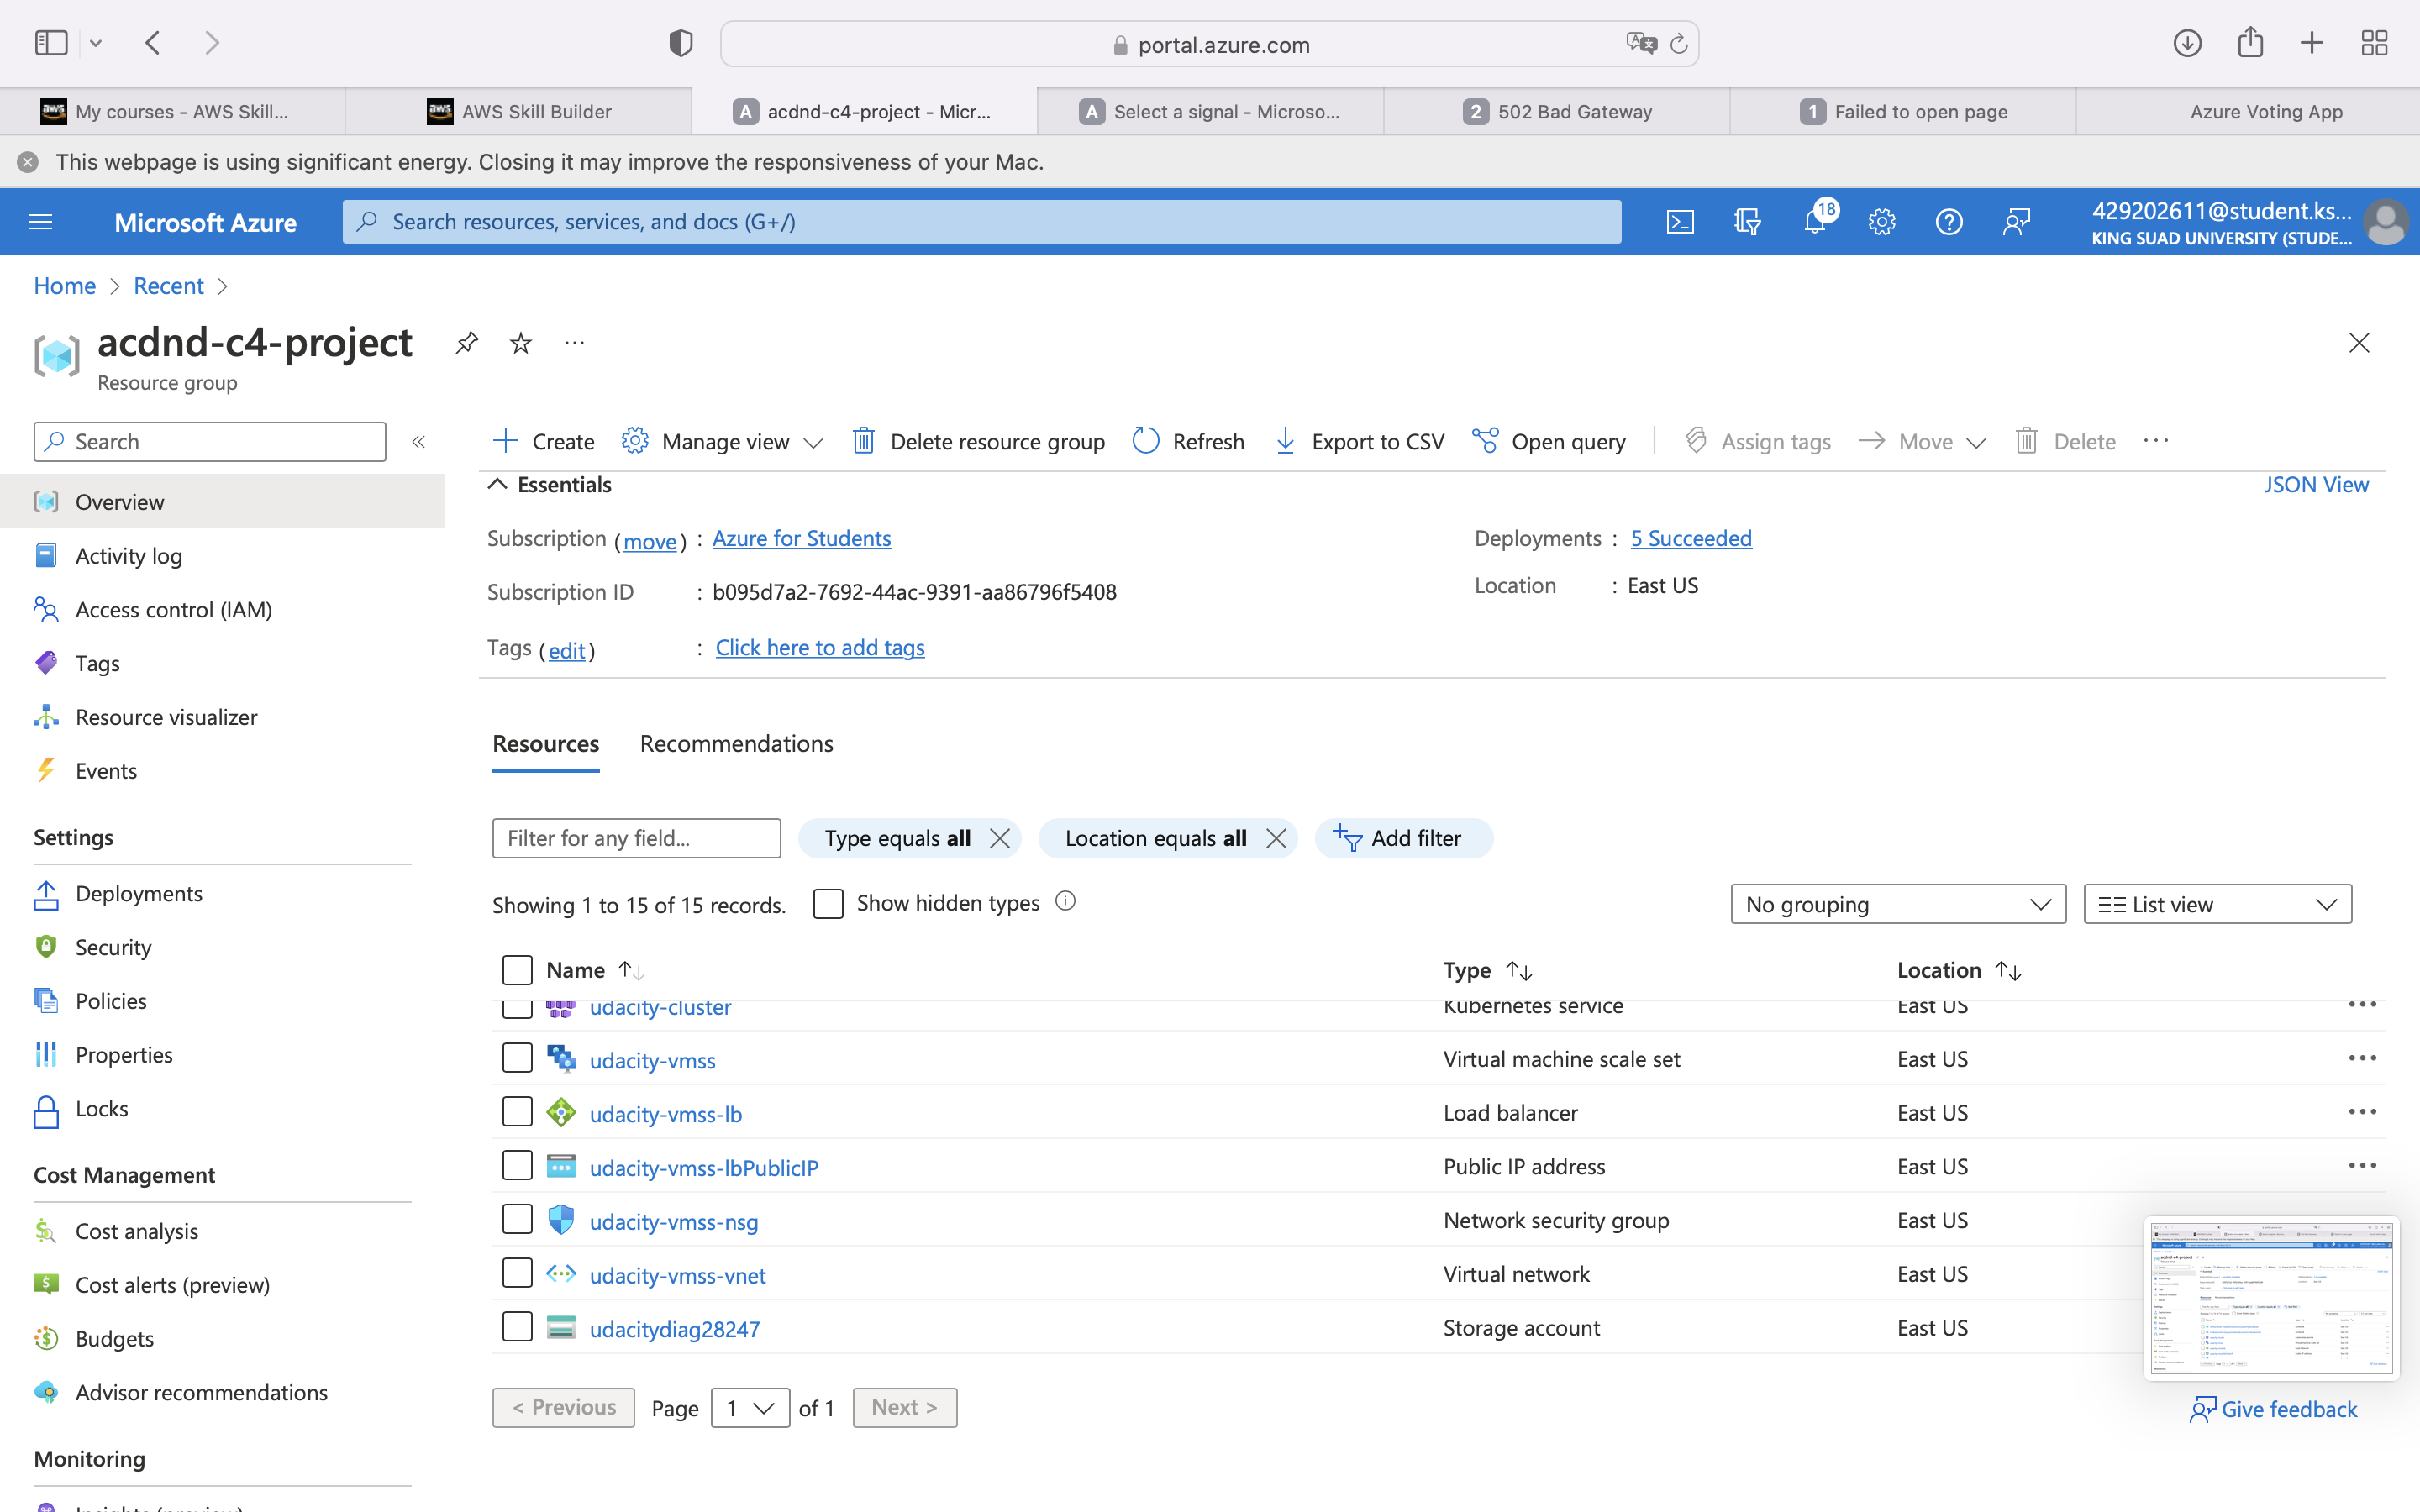 portal.azure.com
My courses - AWS Skill...
AWS Skill Builder
A acdnd-c4-project - Micr...
A Select a signal - Microso...
2 502 Bad Gateway
1 Failed to open page
Azure Voting App
This webpage is using significant energy. Closing it may improve the responsiveness of your Mac.
Microsoft Azure
Search resources, services, and docs (G+/)
18
429202611@student.ks...
KING SUAD UNIVERSITY (STUDE...
Home > Recent >
acdnd-c4-project
Resource group
Search
Create
Manage view
Delete resource group
Refresh
Export to CSV
Open query
Assign tags
Move
Delete
Overview
Activity log
Access control (IAM)
Tags
Resource visualizer
Events
Settings
Deployments
Security
Policies
Properties
Locks
Cost Management
Cost analysis
Cost alerts (preview)
Budgets
Advisor recommendations
Monitoring
Essentials
JSON View
Subscription (move) : Azure for Students
Subscription ID : b095d7a2-7692-44ac-9391-aa86796f5408
Tags (edit) : Click here to add tags
Deployments : 5 Succeeded
Location : East US
Resources
Recommendations
Filter for any field...
Type equals all
Location equals all
Add filter
Showing 1 to 15 of 15 records.
Show hidden types
No grouping
List view
Name Type Location
udacity-cluster Kubernetes service East US
udacity-vmss Virtual machine scale set East US
udacity-vmss-lb Load balancer East US
udacity-vmss-lbPublicIP Public IP address East US
udacity-vmss-nsg Network security group East US
udacity-vmss-vnet Virtual network East US
udacitydiag28247 Storage account East US
< Previous Page 1 of 1 Next >
Give feedback